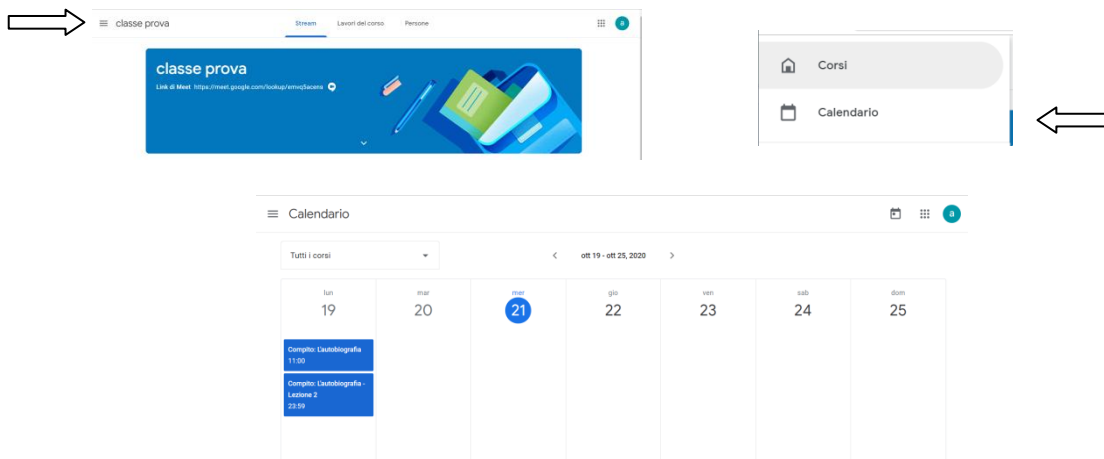 classe prova
Stream Lavori del corso Persone
a
classe prova
Link di Meet https://meet.google.com/lookup/emvq5acens
Corsi
Calendario
Calendario
a
Tutti i corsi
ott 19 - ott 25, 2020
lun mar mer gio ven sab dom
19 20 21 22 23 24 25
Compito: L'autobiografia
11:00
Compito: L'autobiografia -
Lezione 2
23:59